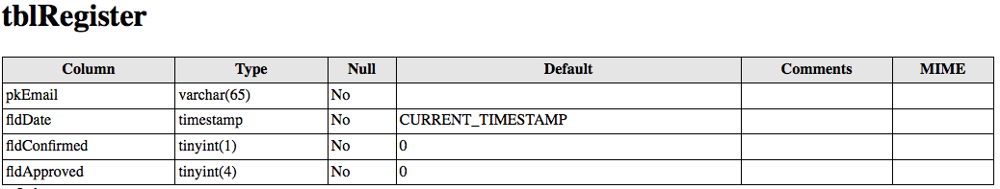 tblRegister
Column Type Null Default Comments MIME
pkEmail varchar(65) No
fldDate timestamp No CURRENT_TIMESTAMP
fldConfirmed tinyint(1) No 0
fldApproved tinyint(4) No 0